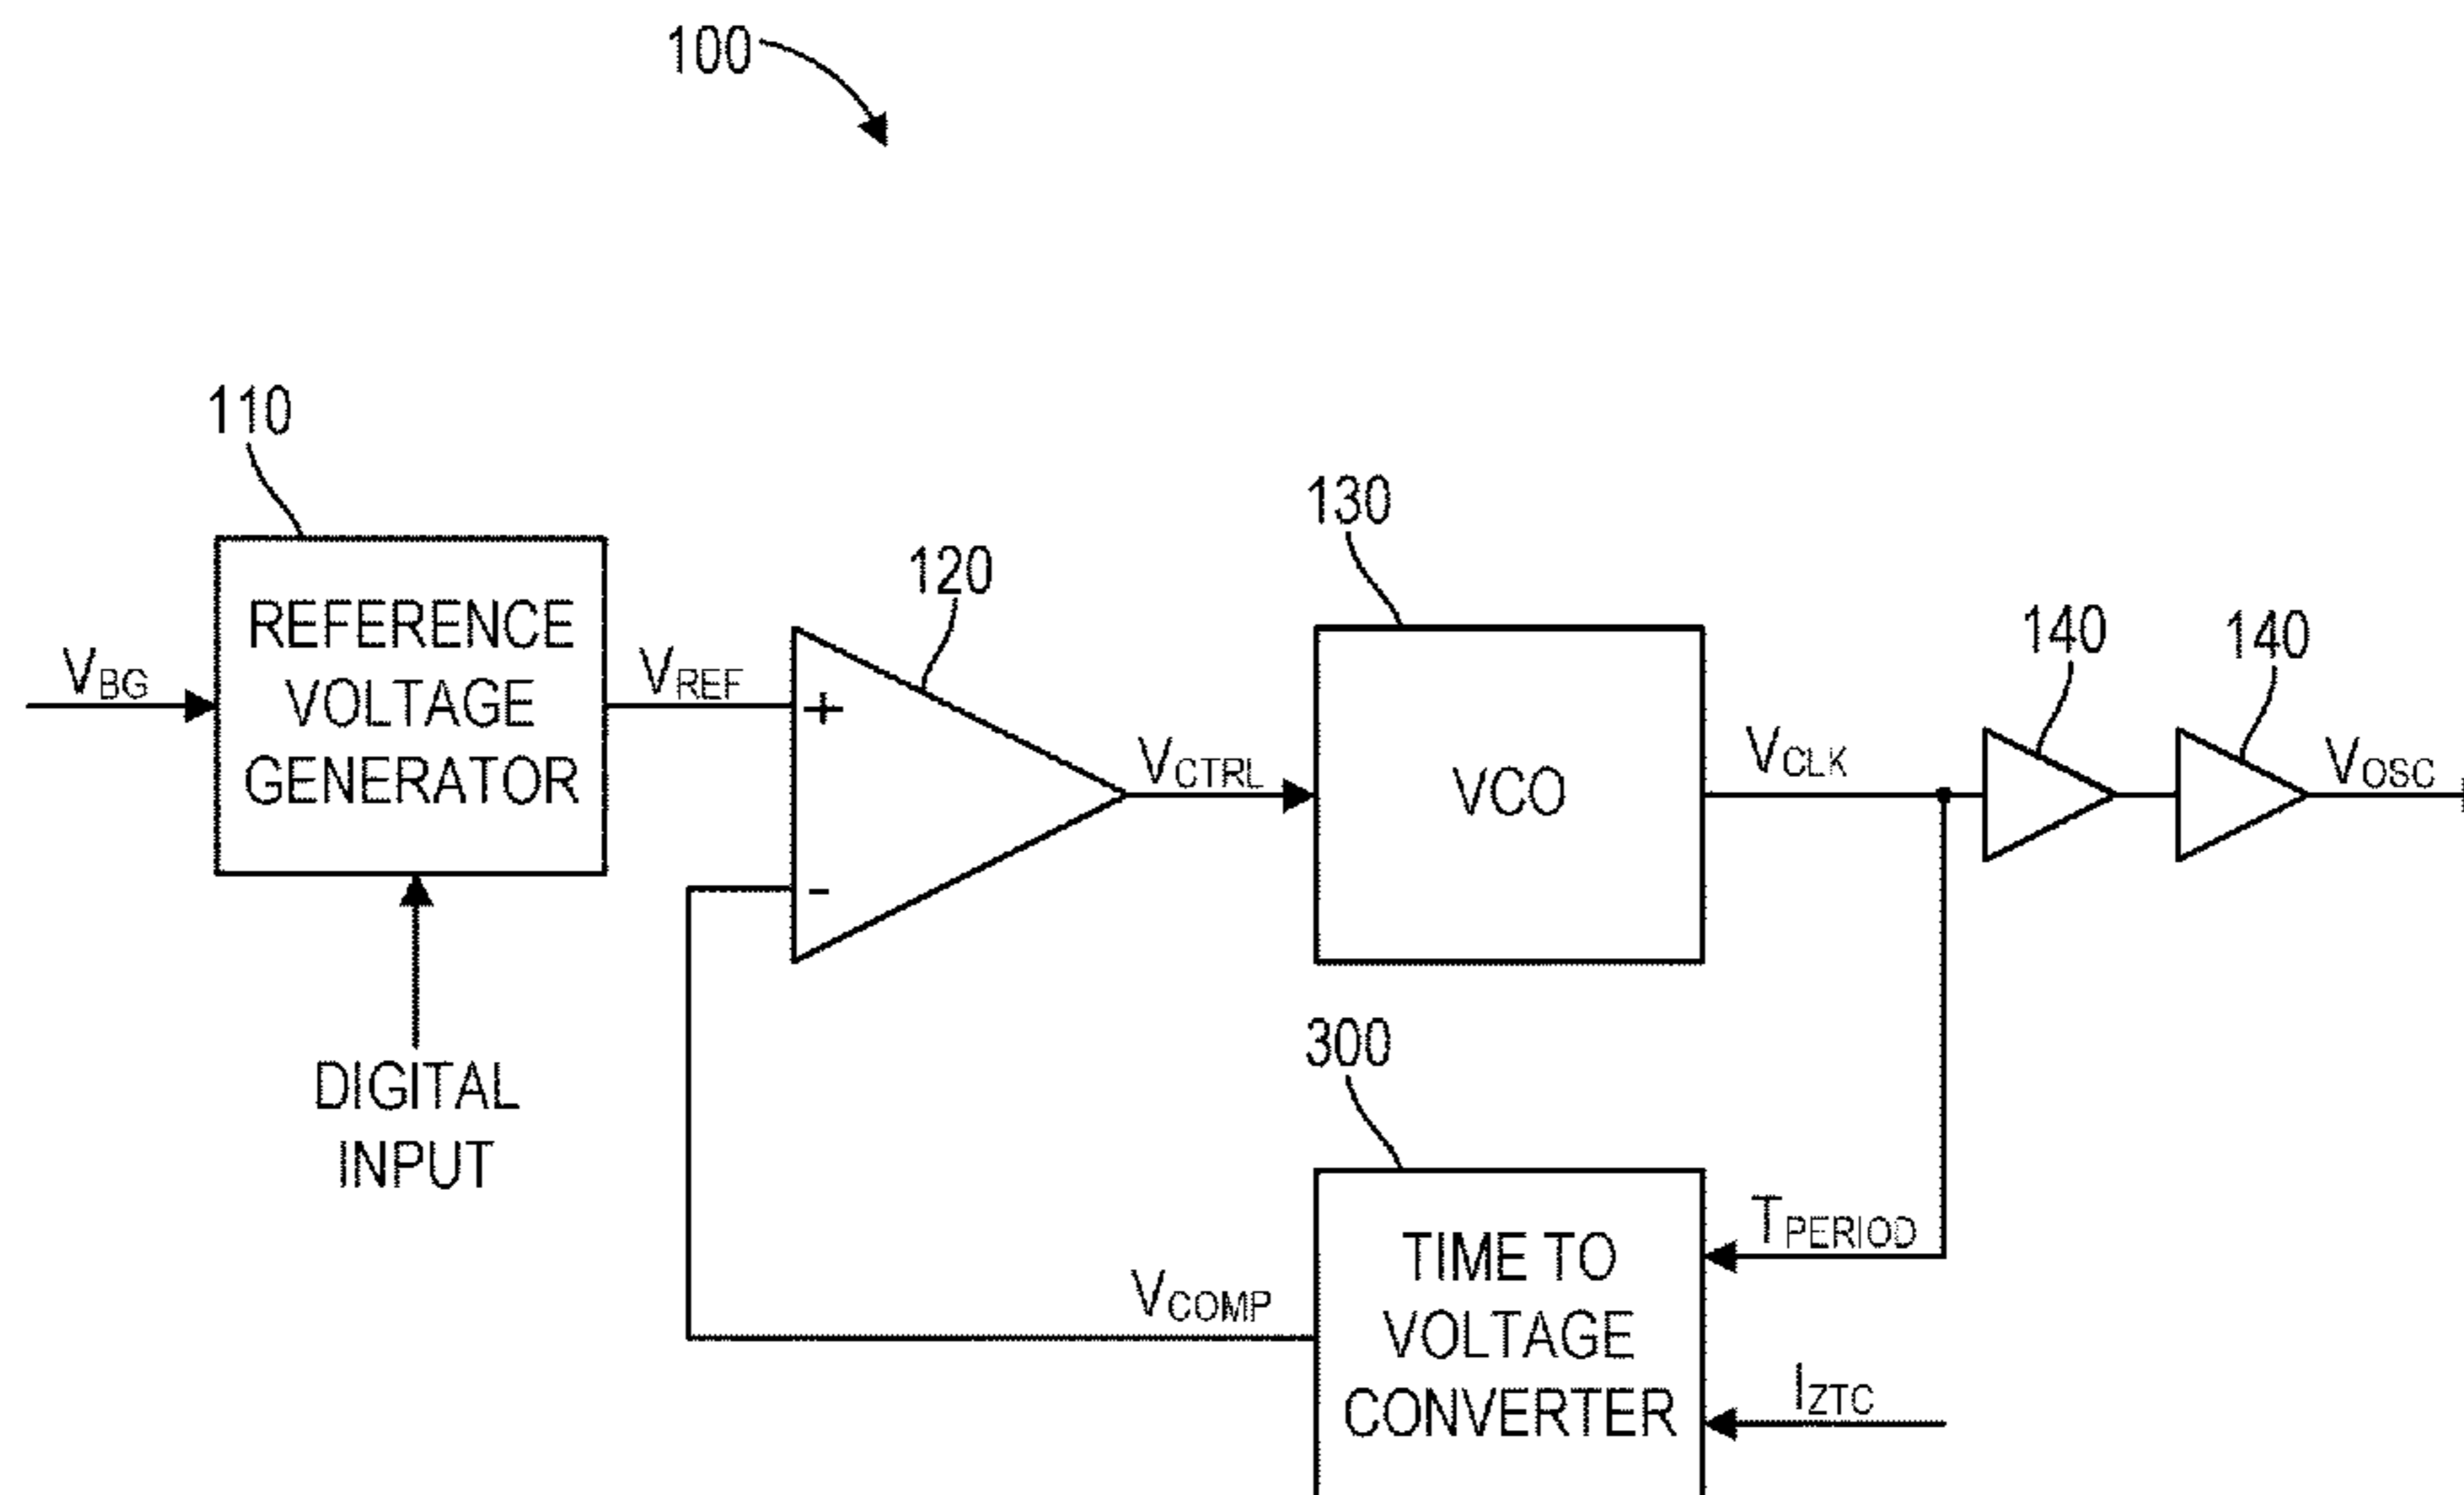 100
110
REFERENCE
VOLTAGE
GENERATOR
VBG
DIGITAL
INPUT
VREF
120
+
-
VCTRL
130
VCO
VCLK
140
140
VOSC
300
TIME TO
VOLTAGE
CONVERTER
TPERIOD
IZTC
VCOMP